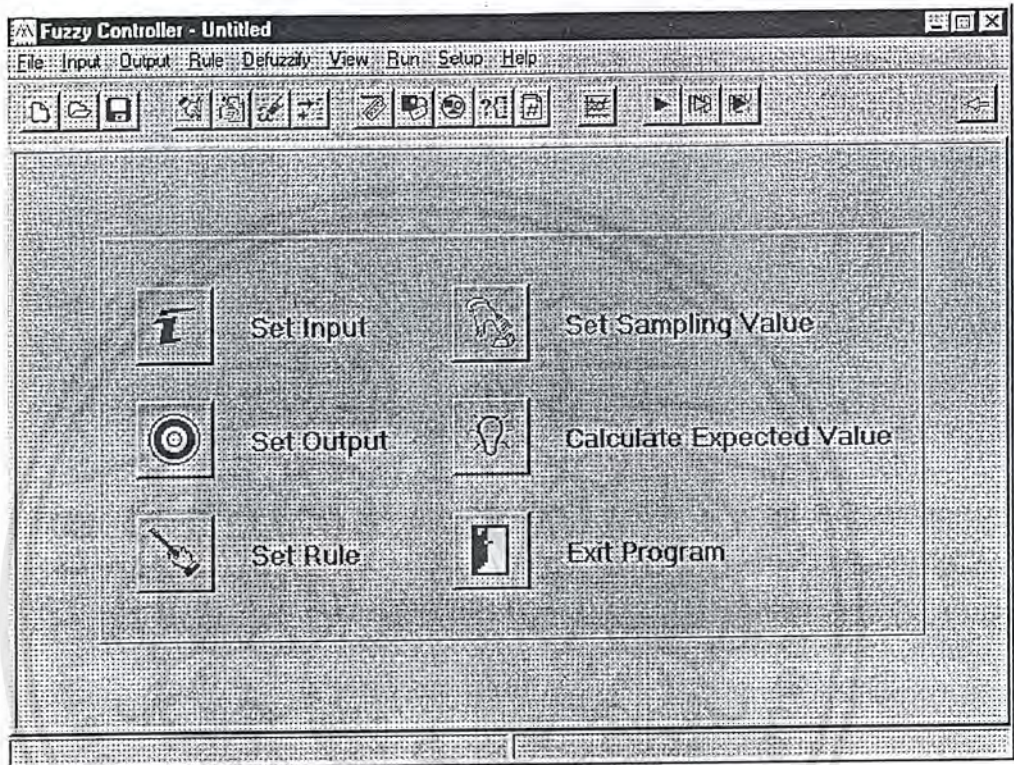 Fuzzy Controller - Untitled
File Input Output Rule Defuzzify View Run Setup Help
Set Input
Set Sampling Value
Set Output
Calculate Expected Value
Set Rule
Exit Program